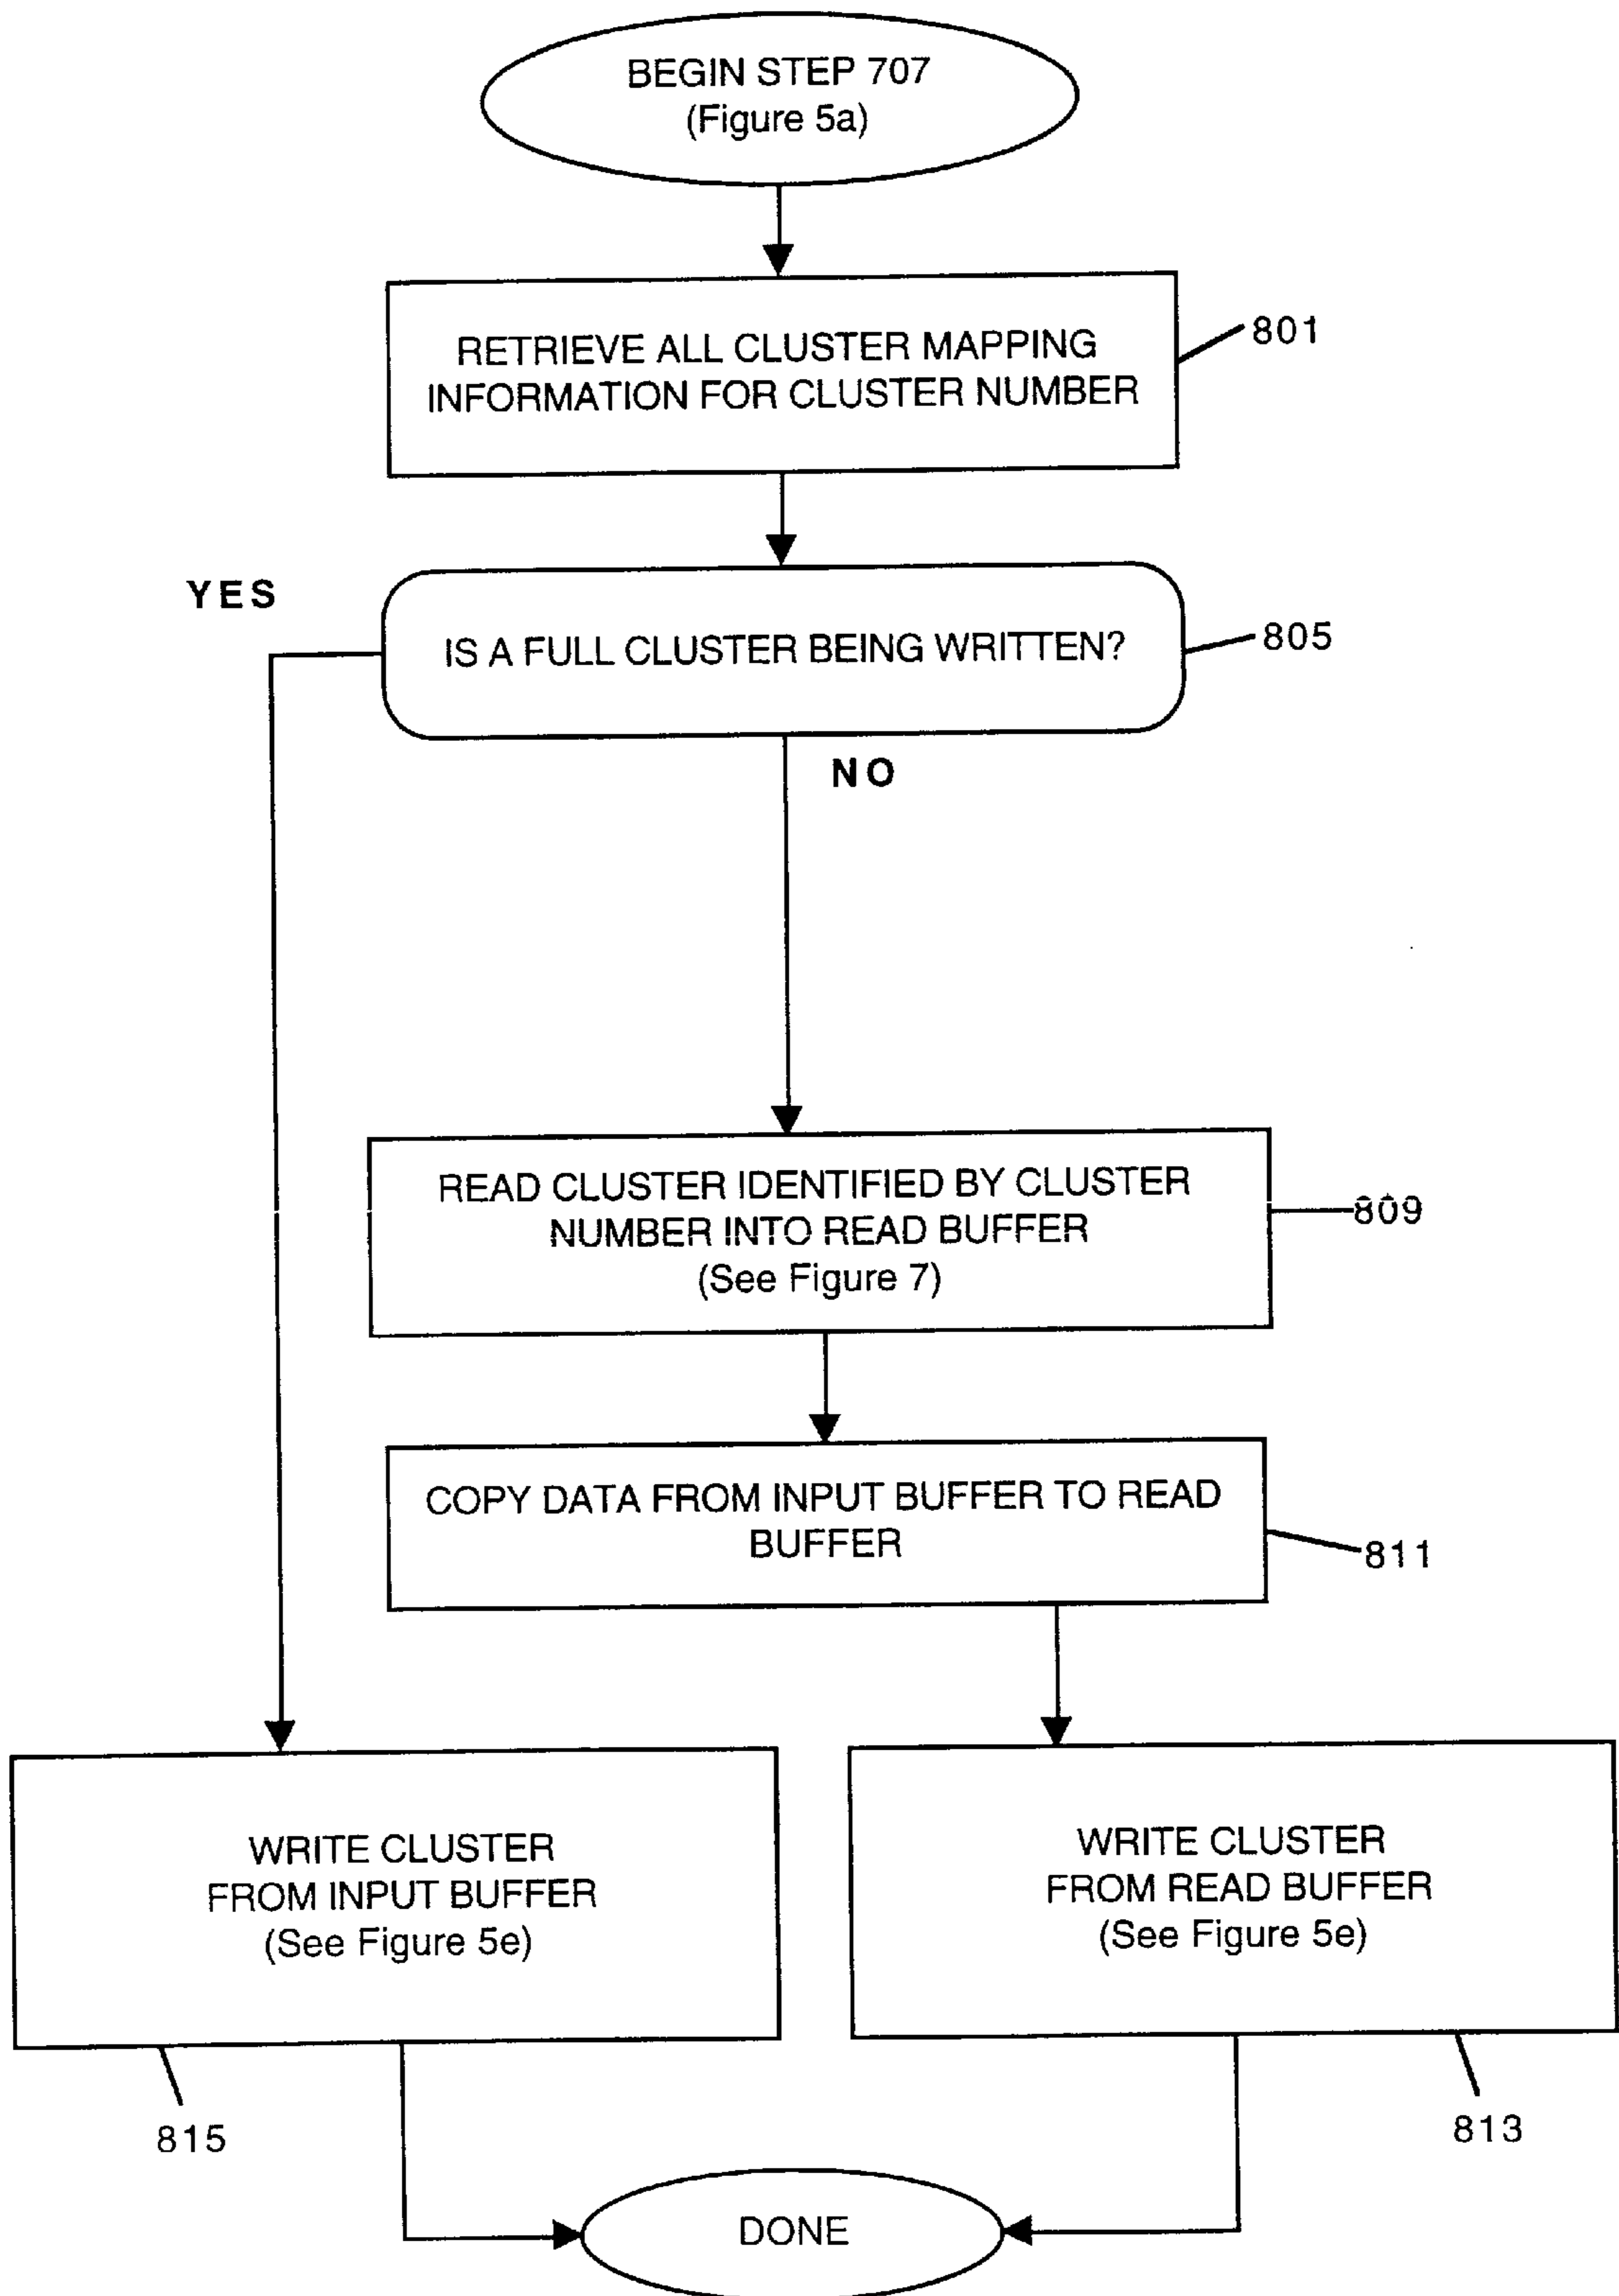 BEGIN STEP 707
(Figure 5a)
RETRIEVE ALL CLUSTER MAPPING
INFORMATION FOR CLUSTER NUMBER
801
YES
IS A FULL CLUSTER BEING WRITTEN?
805
NO
READ CLUSTER IDENTIFIED BY CLUSTER
NUMBER INTO READ BUFFER
(See Figure 7)
809
COPY DATA FROM INPUT BUFFER TO READ
BUFFER
811
WRITE CLUSTER
FROM INPUT BUFFER
(See Figure 5e)
WRITE CLUSTER
FROM READ BUFFER
(See Figure 5e)
815
813
DONE